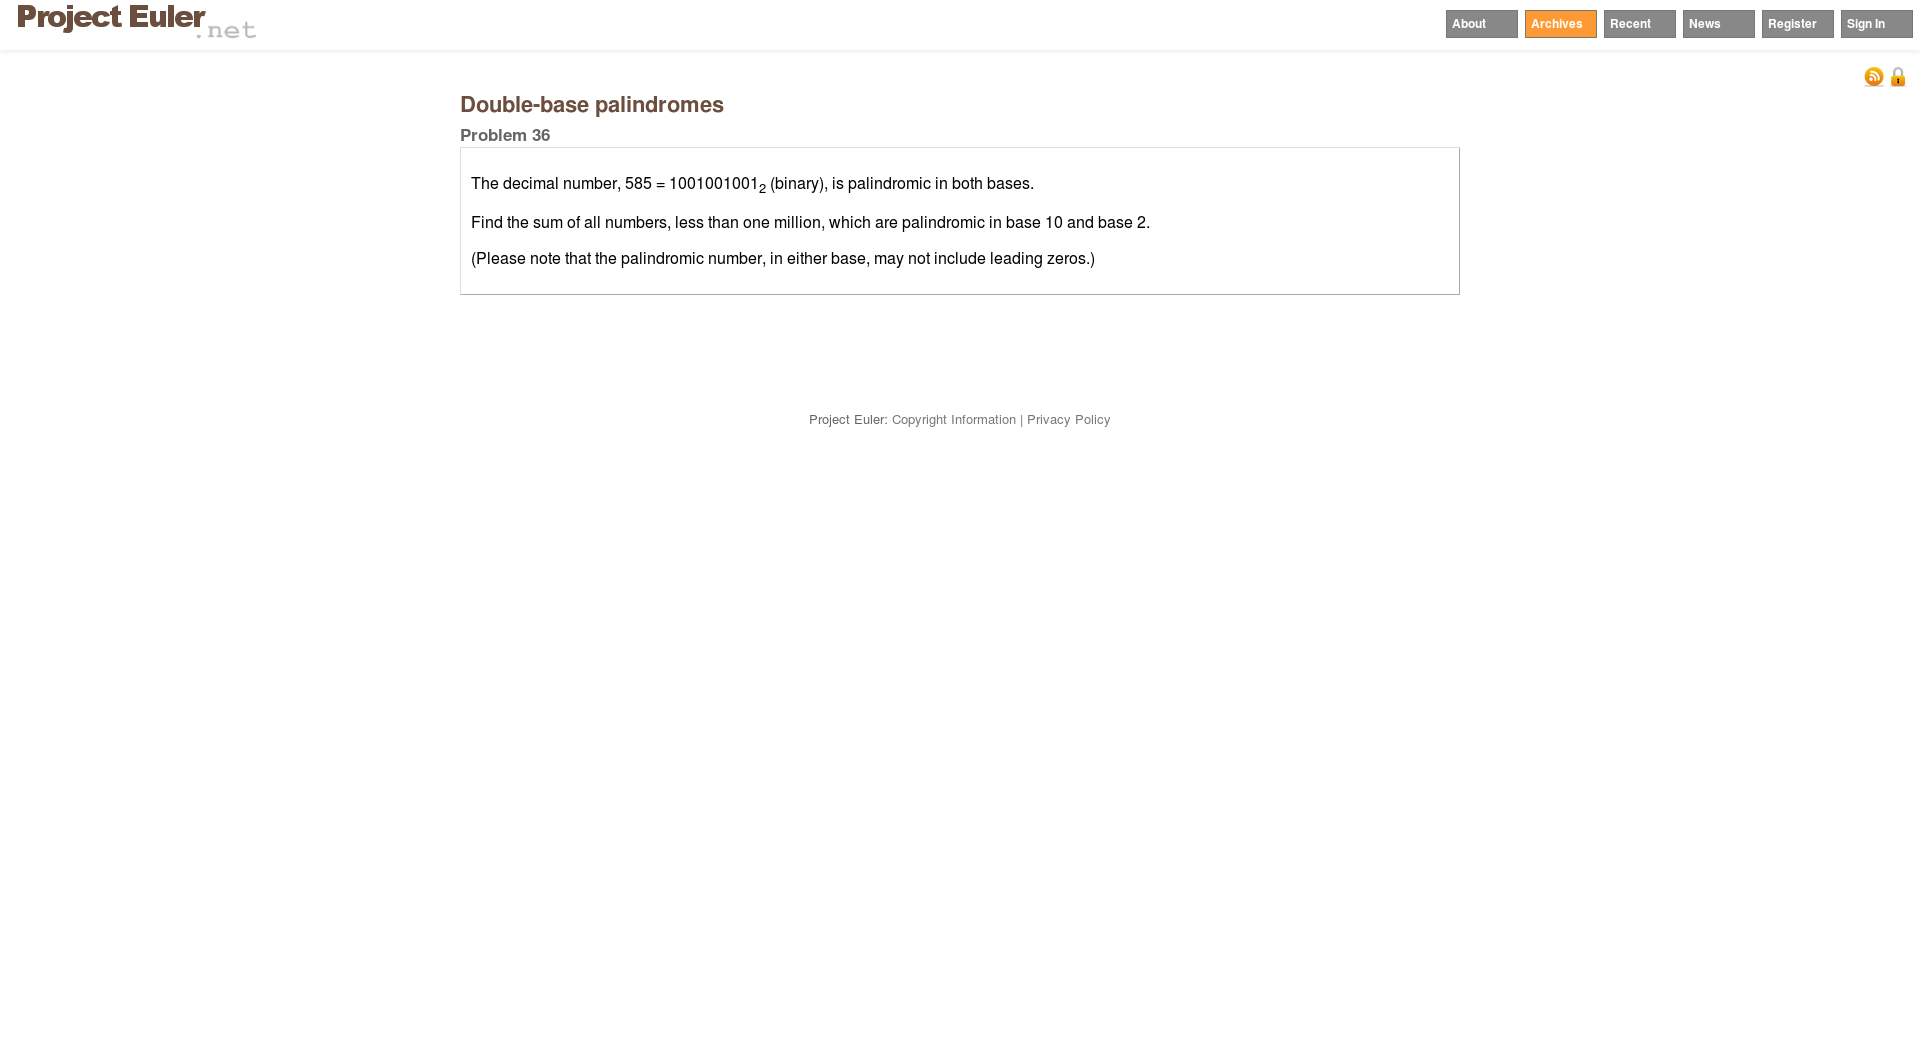 Project Euler.net
About Archives Recent News Register Sign In
Double-base palindromes
Problem 36
The decimal number, 585 = 1001001001₂ (binary), is palindromic in both bases.
Find the sum of all numbers, less than one million, which are palindromic in base 10 and base 2.
(Please note that the palindromic number, in either base, may not include leading zeros.)
Project Euler: Copyright Information | Privacy Policy